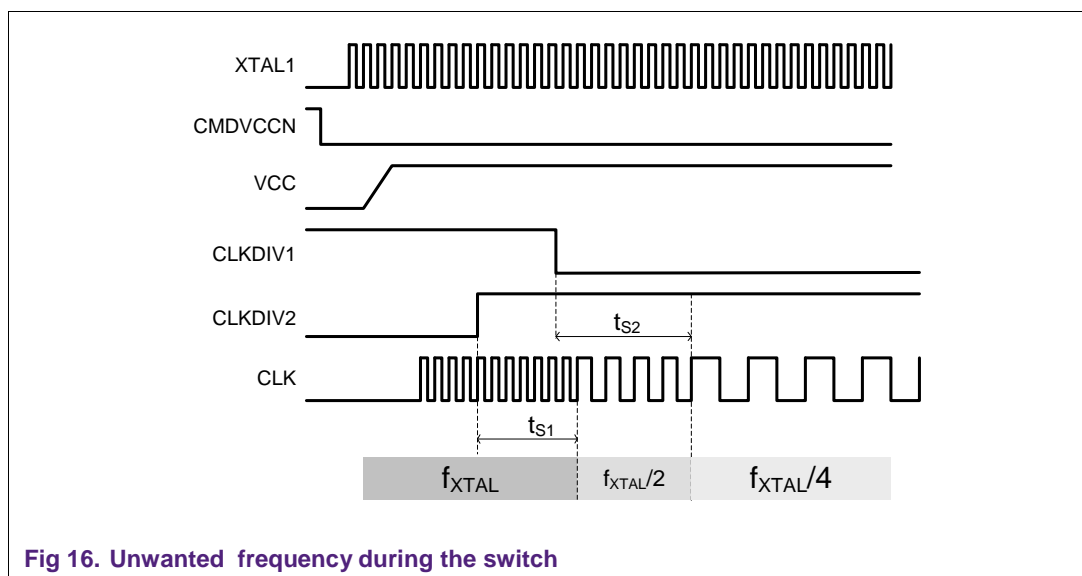 XTAL1
CMDVCCN
VCC
CLKDIV1
CLKDIV2
tS2
CLK
tS1
fXTAL
fXTAL/2
fXTAL/4
Fig 16. Unwanted frequency during the switch